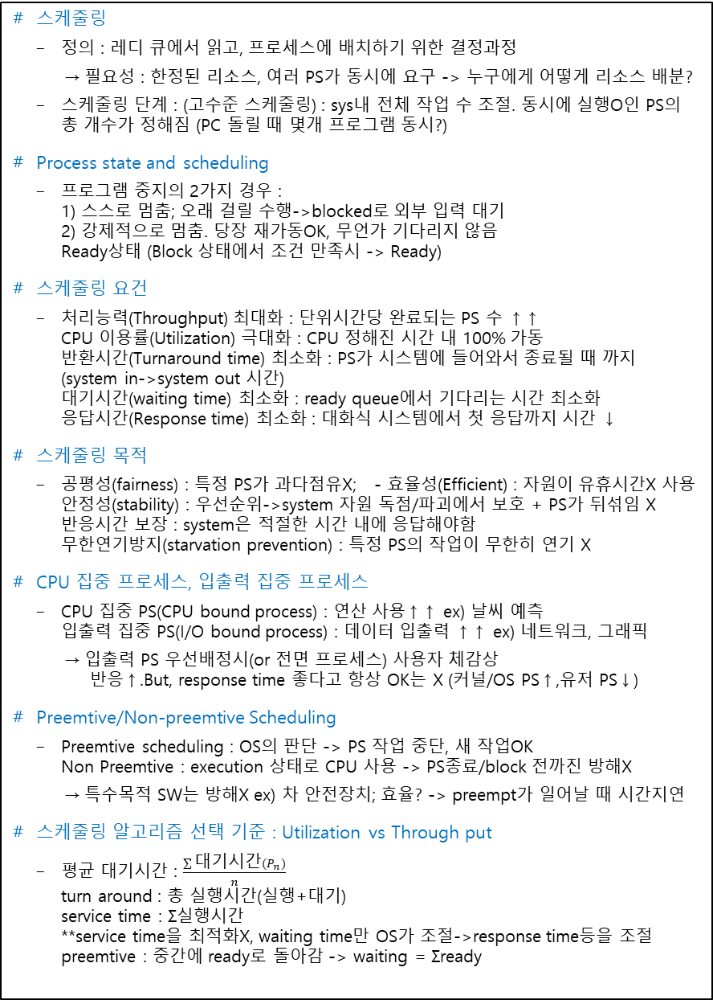 # 스케줄링
– 정의 : 레디 큐에서 읽고, 프로세스에 배치하기 위한 결정과정
→ 필요성 : 한정된 리소스, 여러 PS가 동시에 요구 -> 누구에게 어떻게 리소스 배분?
– 스케줄링 단계 : (고수준 스케줄링) : sys내 전체 작업 수 조절. 동시에 실행O인 PS의
총 개수가 정해짐 (PC 돌릴 때 몇개 프로그램 동시?)
# Process state and scheduling
– 프로그램 중지의 2가지 경우 :
1) 스스로 멈춤; 오래 걸릴 수행->blocked로 외부 입력 대기
2) 강제적으로 멈춤. 당장 재가동OK, 무언가 기다리지 않음
Ready상태 (Block 상태에서 조건 만족시 -> Ready)
# 스케줄링 요건
– 처리능력(Throughput) 최대화 : 단위시간당 완료되는 PS 수 ↑↑
CPU 이용률(Utilization) 극대화 : CPU 정해진 시간 내 100% 가동
반환시간(Turnaround time) 최소화 : PS가 시스템에 들어와서 종료될 때 까지
(system in->system out 시간)
대기시간(waiting time) 최소화 : ready queue에서 기다리는 시간 최소화
응답시간(Response time) 최소화 : 대화식 시스템에서 첫 응답까지 시간 ↓
# 스케줄링 목적
– 공평성(fairness) : 특정 PS가 과다점유X; - 효율성(Efficient) : 자원이 유휴시간X 사용
안정성(stability) : 우선순위->system 자원 독점/파괴에서 보호 + PS가 뒤섞임 X
반응시간 보장 : system은 적절한 시간 내에 응답해야함
무한연기방지(starvation prevention) : 특정 PS의 작업이 무한히 연기 X
# CPU 집중 프로세스, 입출력 집중 프로세스
– CPU 집중 PS(CPU bound process) : 연산 사용↑↑ ex) 날씨 예측
입출력 집중 PS(I/O bound process) : 데이터 입출력 ↑↑ ex) 네트워크, 그래픽
→ 입출력 PS 우선배정시(or 전면 프로세스) 사용자 체감상
반응↑.But, response time 좋다고 항상 OK는 X (커널/OS PS↑,유저 PS↓)
# Preemtive/Non-preemtive Scheduling
– Preemtive scheduling : OS의 판단 -> PS 작업 중단, 새 작업OK
Non Preemtive : execution 상태로 CPU 사용 -> PS종료/block 전까진 방해X
→ 특수목적 SW는 방해X ex) 차 안전장치; 효율? -> preempt가 일어날 때 시간지연
# 스케줄링 알고리즘 선택 기준 : Utilization vs Through put
– 평균 대기시간 : ∑대기시간(Pₙ)/n
turn around : 총 실행시간(실행+대기)
service time : Σ실행시간
**service time을 최적화X, waiting time만 OS가 조절->response time등을 조절
preemtive : 중간에 ready로 돌아감 -> waiting = Σready